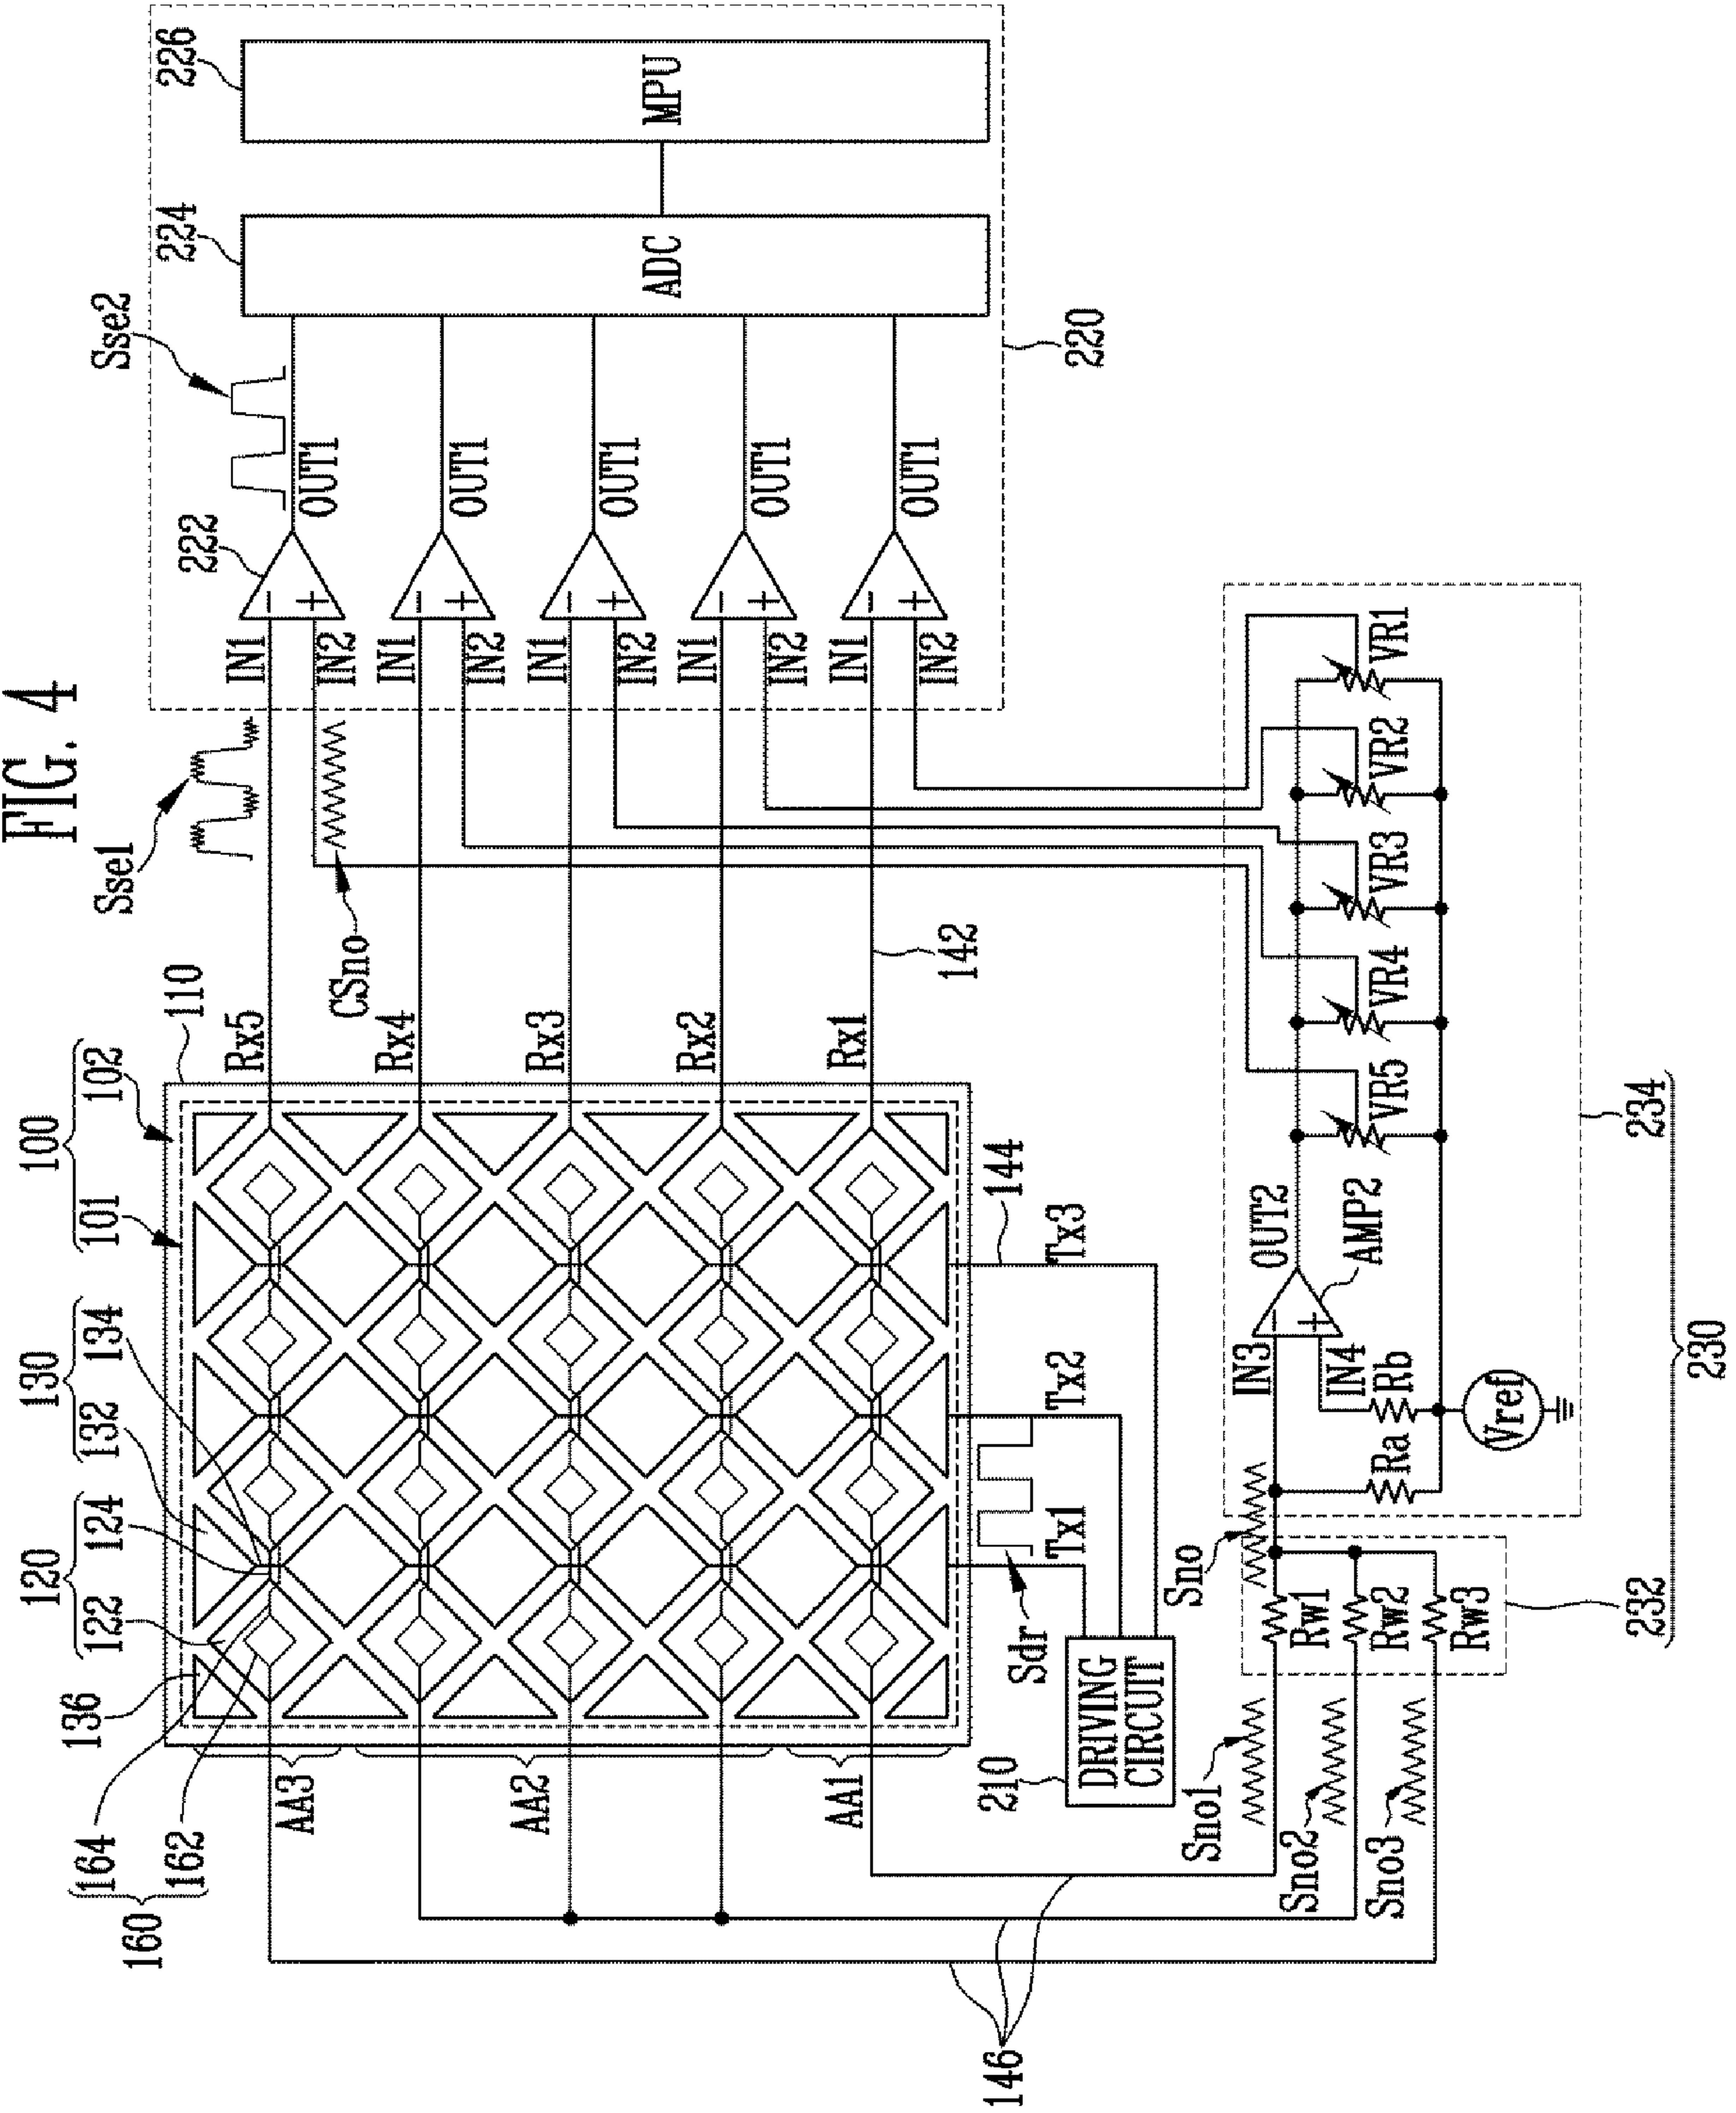 FIG. 4
160
164
162
136
120
122
124
130
132
134
100
101
102
110
AA3
AA2
AA1
Rx5
Rx4
Rx3
Rx2
Rx1
142
Sse1
CSno
IN1
IN2
IN1
IN2
IN1
IN2
IN1
IN2
IN1
IN2
222
−
+
−
+
−
+
−
+
−
+
OUT1
OUT1
OUT1
OUT1
OUT1
Sse2
224
ADC
226
MPU
220
146
210
DRIVING
CIRCUIT
Sdr
Tx1
Tx2
Tx3
144
Sno1
Sno2
Sno3
Sno
Rw1
Rw2
Rw3
232
Ra
Rb
Vref
IN3
IN4
−
+
OUT2
AMP2
VR5
VR4
VR3
VR2
VR1
234
230